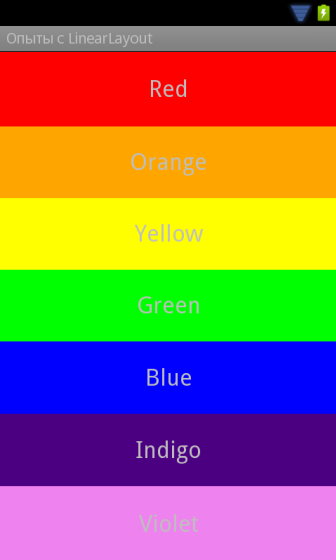 Опыты с LinearLayout
Red
Orange
Yellow
Green
Blue
Indigo
Violet